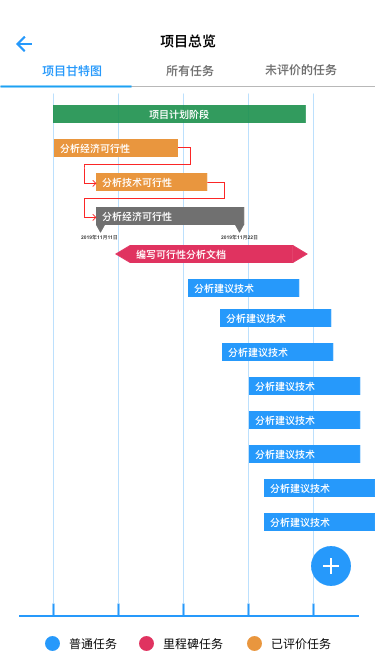 项目总览
项目甘特图 所有任务 未评价的任务
项目计划阶段
分析经济可行性
分析技术可行性
分析经济可行性
2019年11月11日 2019年11月22日
编写可行性分析文档
分析建议技术
分析建议技术
分析建议技术
分析建议技术
分析建议技术
分析建议技术
分析建议技术
分析建议技术
普通任务 里程碑任务 已评价任务